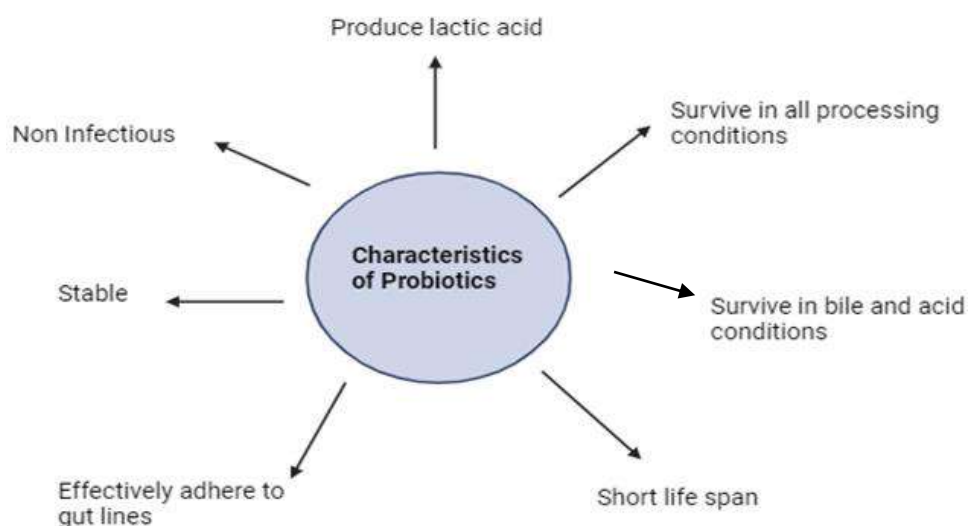 Produce lactic acid
Survive in all processing
conditions
Non Infectious
Characteristics
of Probiotics
Stable
Survive in bile and acid
conditions
Effectively adhere to
gut lines
Short life span